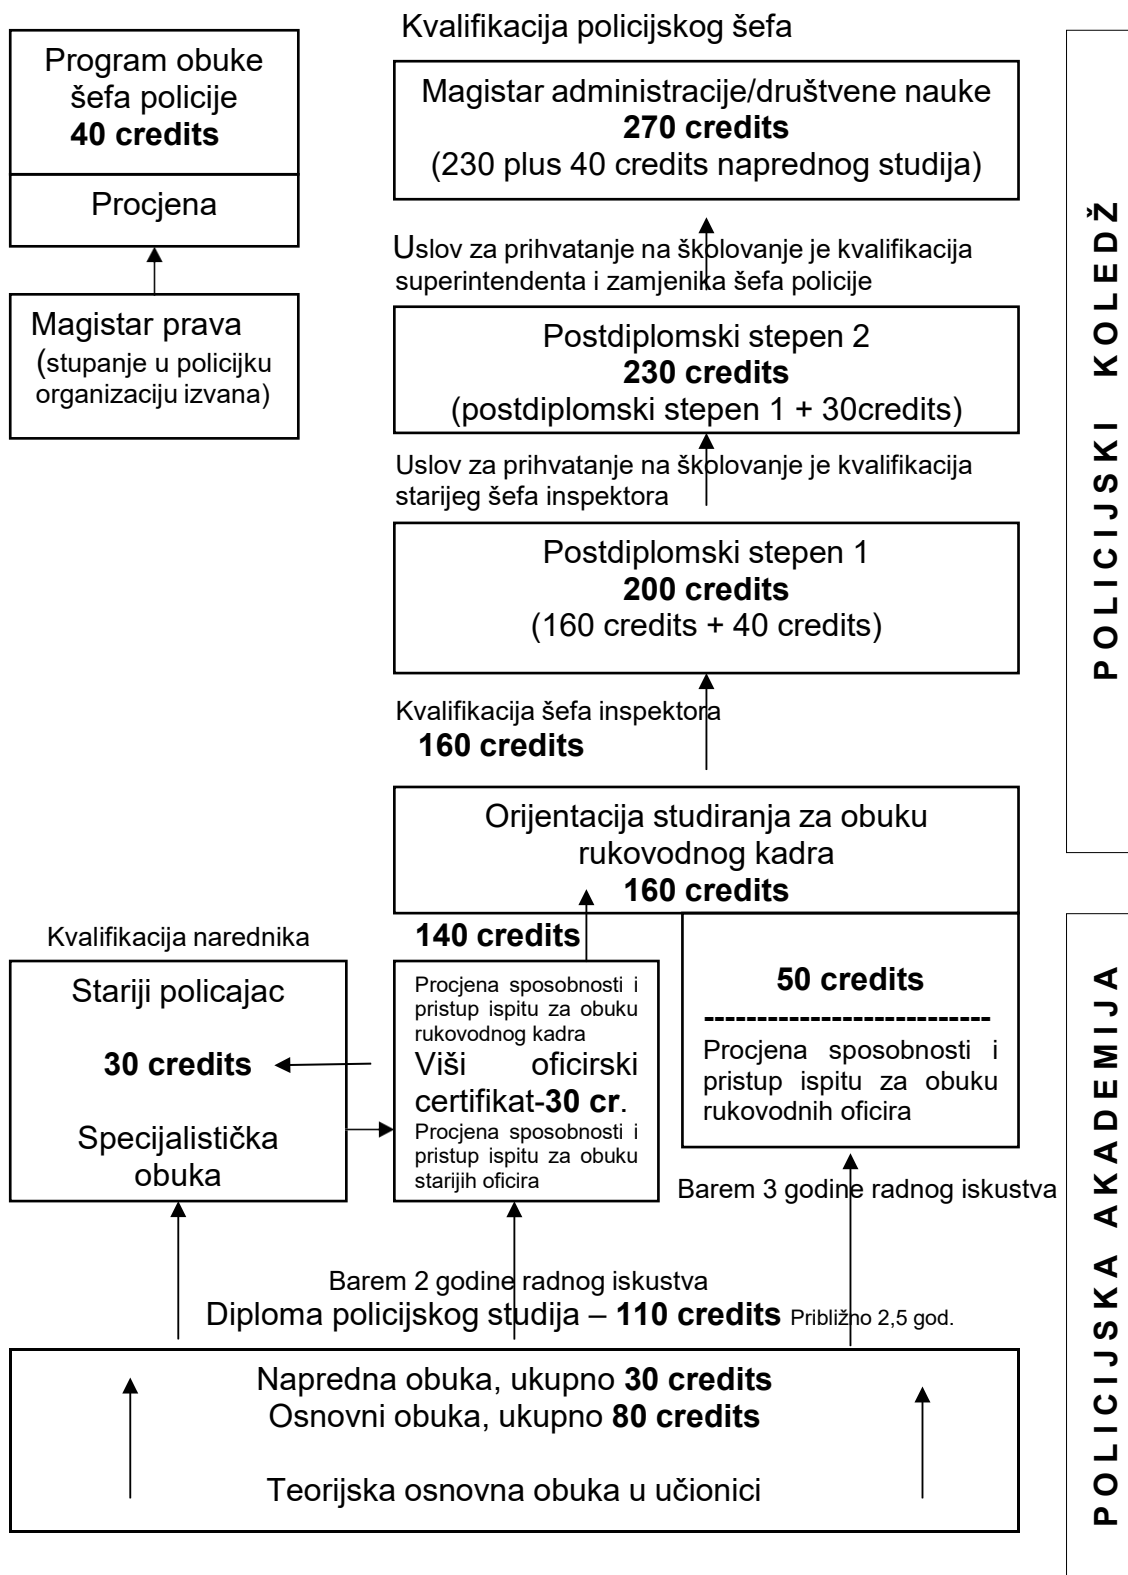 Kvalifikacija policijskog šefa
Program obuke
šefa policije
40 credits
Procjena
Magistar prava
(stupanje u policijku
organizaciju izvana)
Magistar administracije/društvene nauke
270 credits
(230 plus 40 credits naprednog studija)
Uslov za prihvatanje na školovanje je kvalifikacija
superintendenta i zamjenika šefa policije
Postdiplomski stepen 2
230 credits
(postdiplomski stepen 1 + 30credits)
Uslov za prihvatanje na školovanje je kvalifikacija
starijeg šefa inspektora
Postdiplomski stepen 1
200 credits
(160 credits + 40 credits)
Kvalifikacija šefa inspektora
160 credits
Orijentacija studiranja za obuku
rukovodnog kadra
160 credits
POLICIJSKI KOLEDŽ
Kvalifikacija narednika
Stariji policajac
30 credits
Specijalistička
obuka
140 credits
Procjena sposobnosti i
pristup ispitu za obuku
rukovodnog kadra
Viši oficirski
certifikat-30 cr.
Procjena sposobnosti i
pristup ispitu za obuku
starijih oficira
50 credits
---------------------------
Procjena sposobnosti i
pristup ispitu za obuku
rukovodnih oficira
Barem 3 godine radnog iskustva
Barem 2 godine radnog iskustva
Diploma policijskog studija – 110 credits Približno 2,5 god.
Napredna obuka, ukupno 30 credits
Osnovni obuka, ukupno 80 credits
Teorijska osnovna obuka u učionici
POLICIJSKA AKADEMIJA